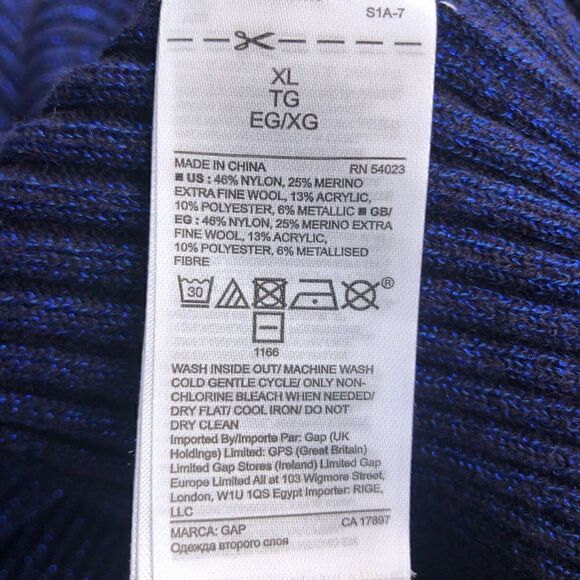 S1A-7
XL
TG
EG/XG
MADE IN CHINA RN 54023
■ US : 46% NYLON, 25% MERINO
EXTRA FINE WOOL, 13% ACRYLIC,
10% POLYESTER, 6% METALLIC ■ GB/
EG : 46% NYLON, 25% MERINO EXTRA
FINE WOOL, 13% ACRYLIC,
10% POLYESTER, 6% METALLISED
FIBRE
30 ®
1166
WASH INSIDE OUT/ MACHINE WASH
COLD GENTLE CYCLE/ ONLY NON-
CHLORINE BLEACH WHEN NEEDED/
DRY FLAT/ COOL IRON/ DO NOT
DRY CLEAN
Imported By/Importe Par: Gap (UK
Holdings) Limited: GPS (Great Britain)
Limited Gap Stores (Ireland) Limited Gap
Europe Limited All at 103 Wigmore Street,
London, W1U 1QS Egypt Importer: RIGE,
LLC
MARCA: GAP CA 17897
Одежда второго слоя